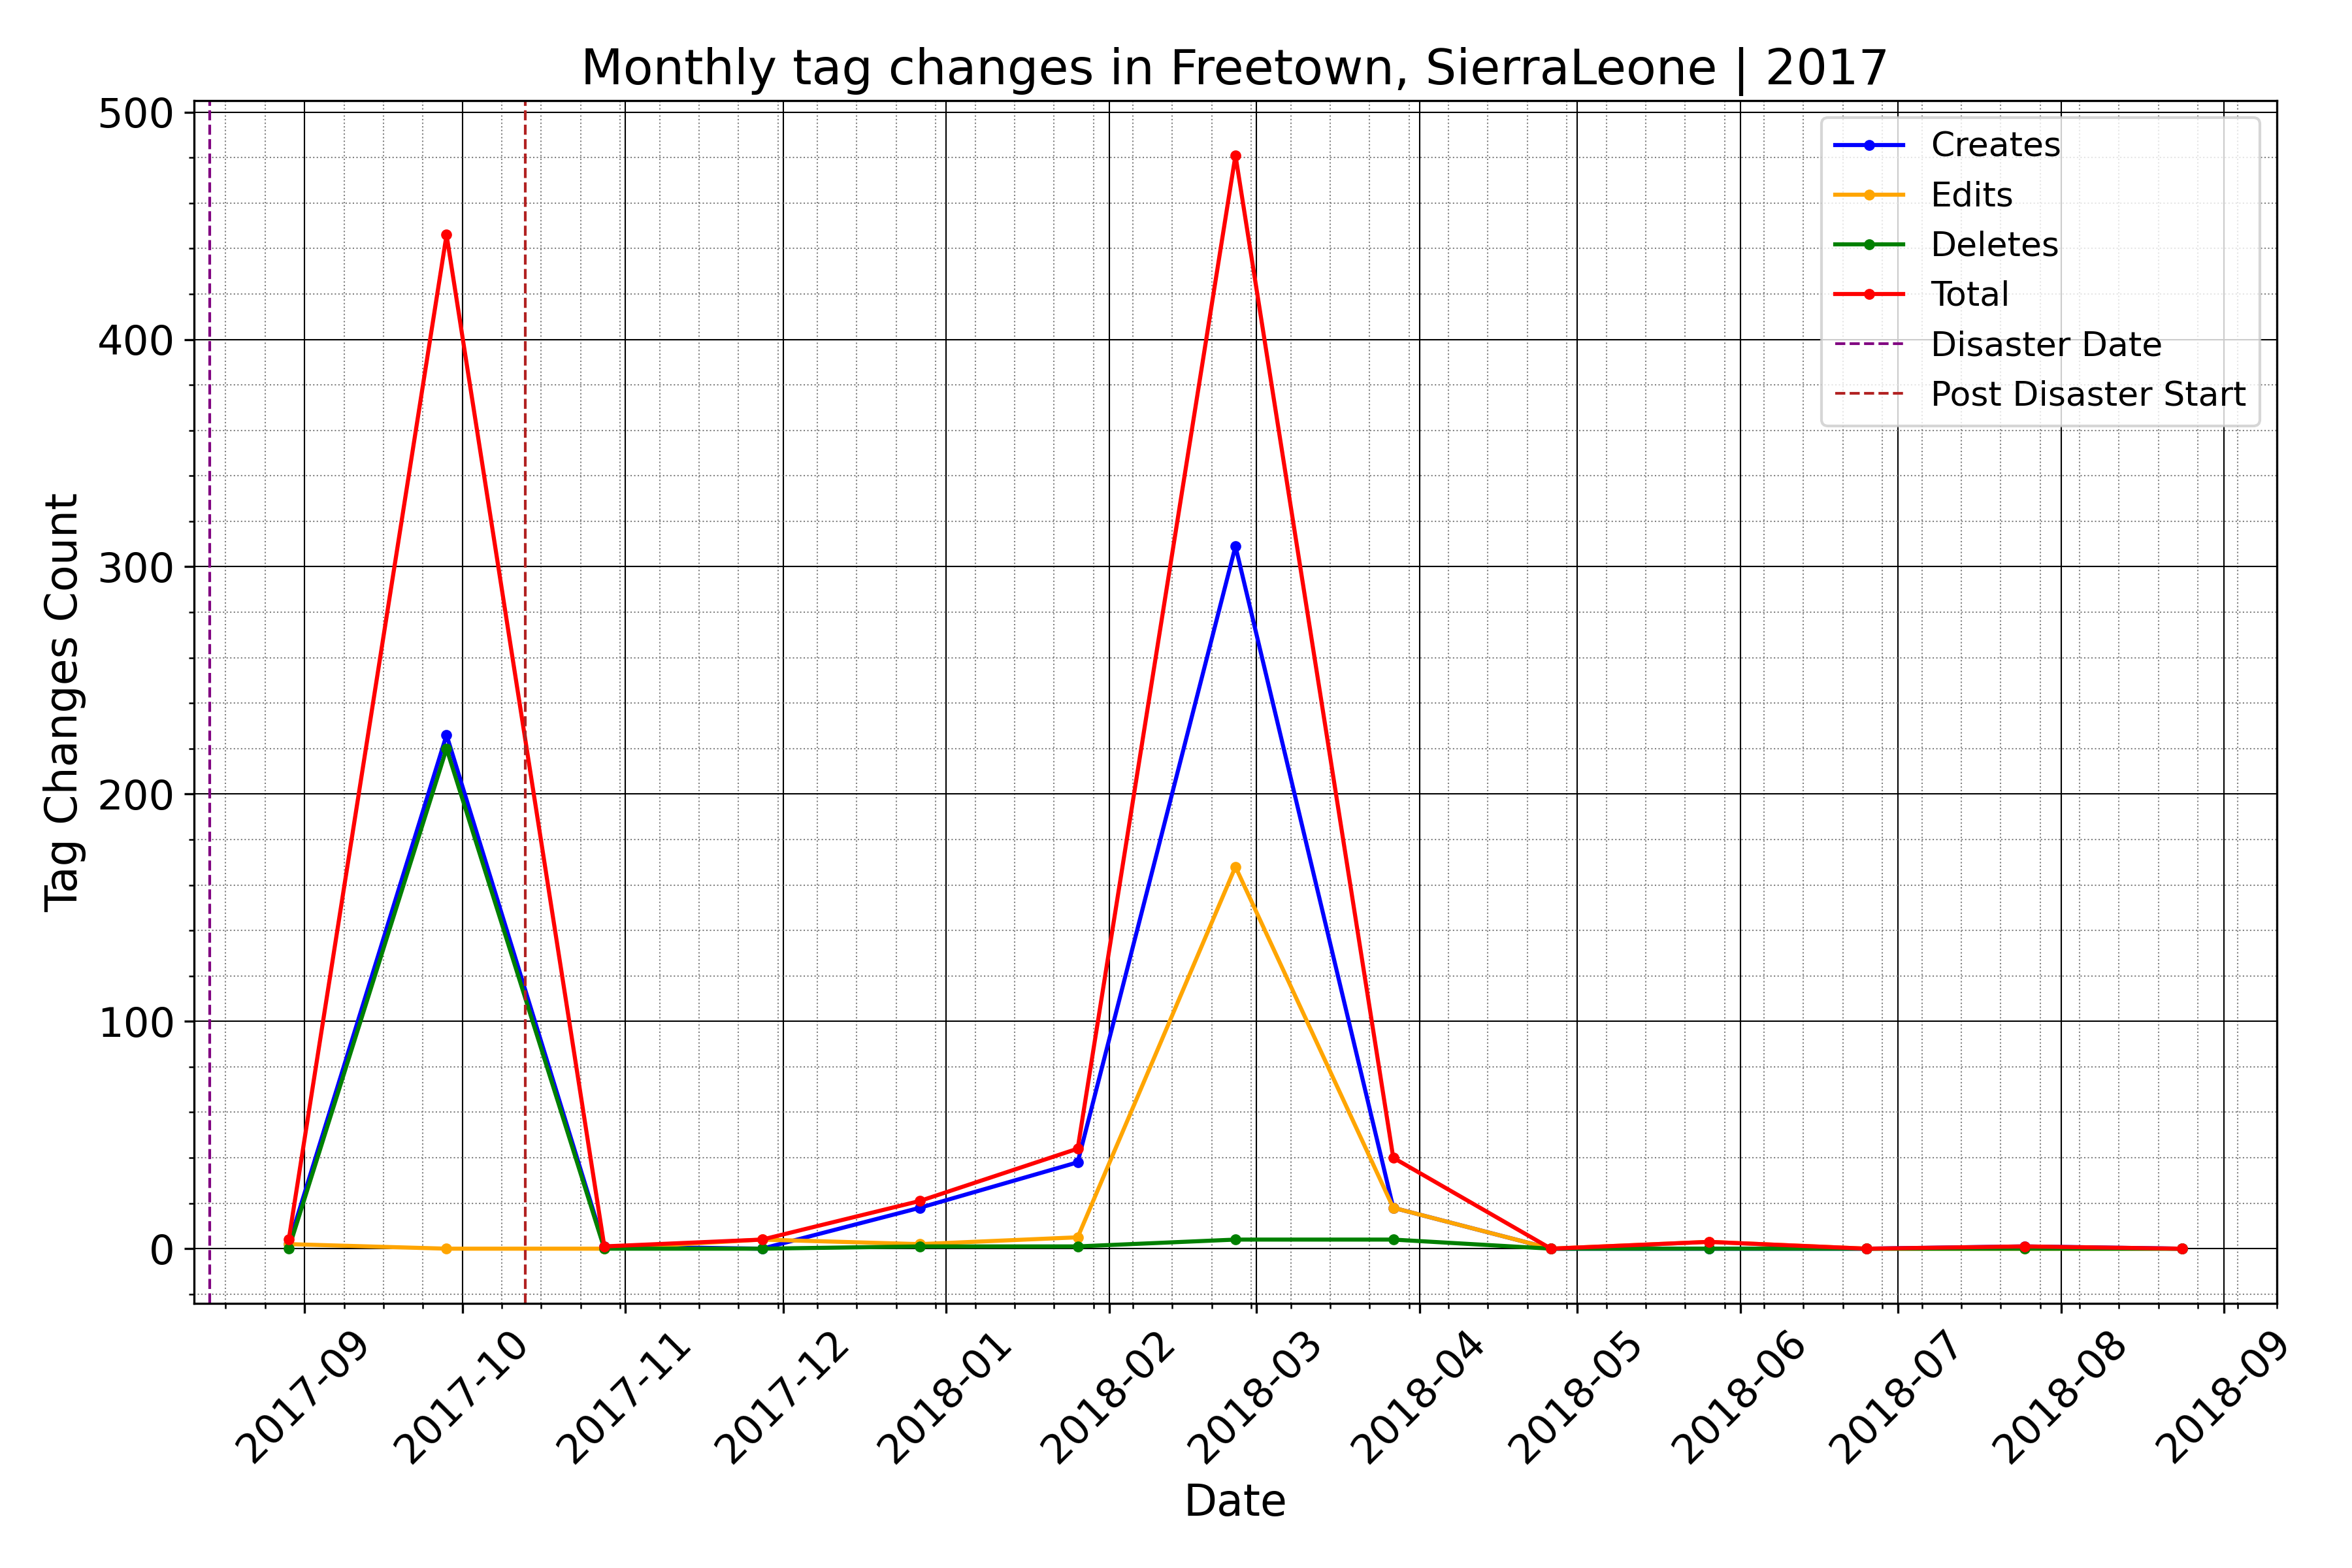 Monthly tag changes in Freetown, SierraLeone | 2017
500
400
300
200
100
0
Tag Changes Count
Creates
Edits
Deletes
Total
Disaster Date
Post Disaster Start
2017-09
2017-10
2017-11
2017-12
2018-01
2018-02
2018-03
2018-04
2018-05
2018-06
2018-07
2018-08
2018-09
Date